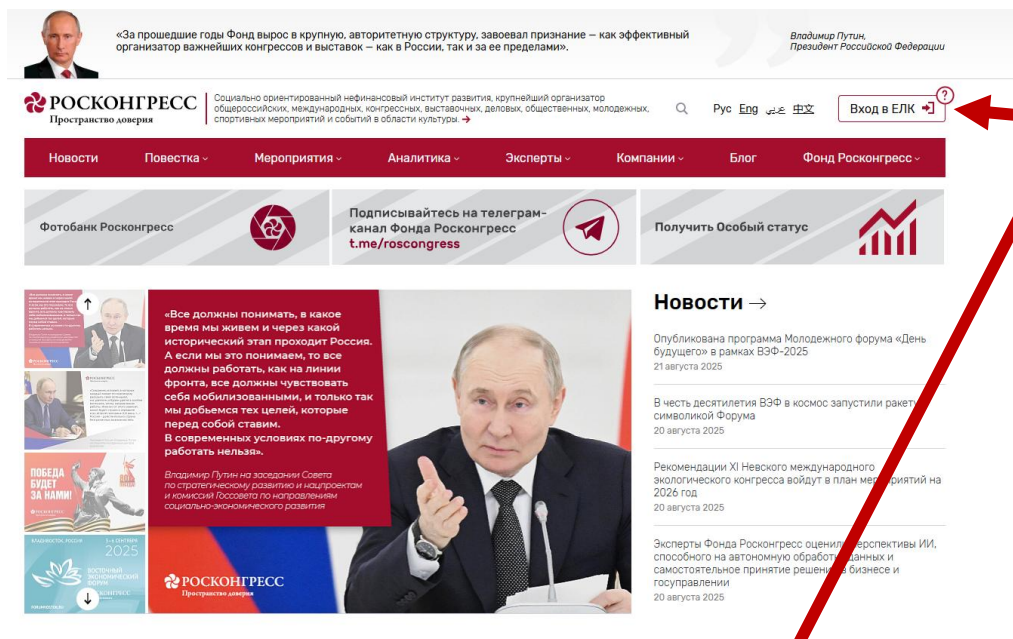 «За прошедшие годы Фонд вырос в крупную, авторитетную структуру, завоевал признание – как эффективный
организатор важнейших конгрессов и выставок – как в России, так и за ее пределами».
Владимир Путин,
Президент Российской Федерации
РОСКОНГРЕСС
Пространство доверия
Социально ориентированный нефинансовый институт развития, крупнейший организатор
общероссийских, международных, конгрессных, выставочных, деловых, общественных, молодежных,
спортивных мероприятий и событий в области культуры. →
Рус Eng عربي 中文
Вход в ЕЛК
?
Новости Повестка Мероприятия Аналитика Эксперты Компании Блог Фонд Росконгресс
Фотобанк Росконгресс
Подписывайтесь на телеграм-
канал Фонда Росконгресс
t.me/roscongress
Получить Особый статус
ПОБЕДА
БУДЕТ
ЗА НАМИ!
2025
ВОСТОЧНЫЙ
ЭКОНОМИЧЕСКИЙ
ФОРУМ
«Все должны понимать, в какое
время мы живем и через какой
исторический этап проходит Россия.
А если мы это понимаем, то все
должны работать, как на линии
фронта, все должны чувствовать
себя мобилизованными, и только так
мы добьемся тех целей, которые
перед собой ставим.
В современных условиях по-другому
работать нельзя».
Владимир Путин на заседании Совета
по стратегическому развитию и нацпроектам
и комиссий Госсовета по направлениям
социально-экономического развития
РОСКОНГРЕСС
Пространство доверия
Новости →
Опубликована программа Молодежного форума «День
будущего» в рамках ВЭФ-2025
21 августа 2025
В честь десятилетия ВЭФ в космос запустили ракету
символикой Форума
20 августа 2025
Рекомендации XI Невского международного
экологического конгресса войдут в план мероприятий на
2026 год
20 августа 2025
Эксперты Фонда Росконгресс оценили перспективы ИИ,
способного на автономную обработку данных и
самостоятельное принятие решений в бизнесе и
госуправлении
20 августа 2025